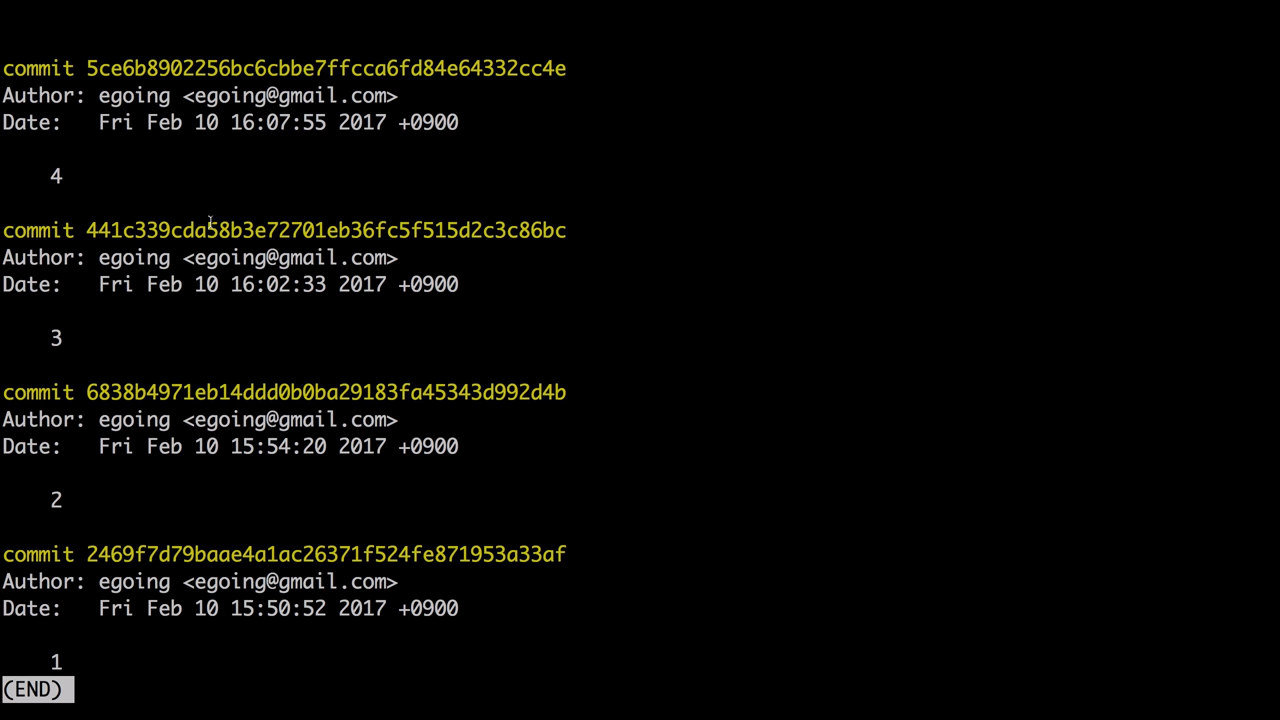 commit 5ce6b8902256bc6cbbe7ffcca6fd84e64332cc4e
Author: egoing <egoing@gmail.com>
Date:   Fri Feb 10 16:07:55 2017 +0900
4
commit 441c339cda58b3e72701eb36fc5f515d2c3c86bc
Author: egoing <egoing@gmail.com>
Date:   Fri Feb 10 16:02:33 2017 +0900
3
commit 6838b4971eb14ddd0b0ba29183fa45343d992d4b
Author: egoing <egoing@gmail.com>
Date:   Fri Feb 10 15:54:20 2017 +0900
2
commit 2469f7d79baae4a1ac26371f524fe871953a33af
Author: egoing <egoing@gmail.com>
Date:   Fri Feb 10 15:50:52 2017 +0900
1
(END)